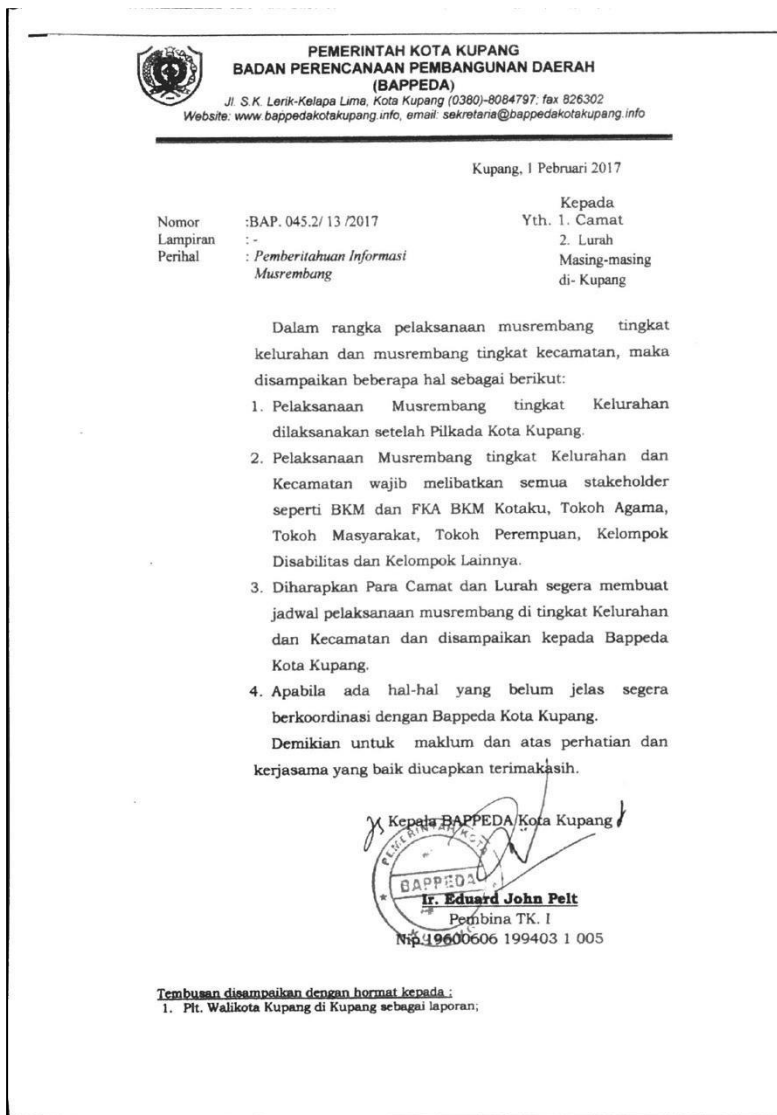 PEMERINTAH KOTA KUPANG
BADAN PERENCANAAN PEMBANGUNAN DAERAH
(BAPPEDA)
Jl. S.K. Lerik-Kelapa Lima, Kota Kupang (0380)-8084797; fax 826302
Website: www.bappedakotakupang.info, email: sekretaria@bappedakotakupang.info
Kupang, 1 Pebruari 2017
Kepada
Nomor :BAP. 045.2/ 13 /2017 Yth. 1. Camat
Lampiran : - 2. Lurah
Perihal : Pemberitahuan Informasi Masing-masing
Musrembang di- Kupang
Dalam rangka pelaksanaan musrembang tingkat
kelurahan dan musrembang tingkat kecamatan, maka
disampaikan beberapa hal sebagai berikut:
1. Pelaksanaan Musrembang tingkat Kelurahan
dilaksanakan setelah Pilkada Kota Kupang.
2. Pelaksanaan Musrembang tingkat Kelurahan dan
Kecamatan wajib melibatkan semua stakeholder
seperti BKM dan FKA BKM Kotaku, Tokoh Agama,
Tokoh Masyarakat, Tokoh Perempuan, Kelompok
Disabilitas dan Kelompok Lainnya.
3. Diharapkan Para Camat dan Lurah segera membuat
jadwal pelaksanaan musrembang di tingkat Kelurahan
dan Kecamatan dan disampaikan kepada Bappeda
Kota Kupang.
4. Apabila ada hal-hal yang belum jelas segera
berkoordinasi dengan Bappeda Kota Kupang.
Demikian untuk maklum dan atas perhatian dan
kerjasama yang baik diucapkan terimakasih.
Kepala BAPPEDA Kota Kupang
PEMERINTAH KOTA
BAPPEDA
KUPANG
Ir. Eduard John Pelt
Pembina TK. I
Nip.19600606 199403 1 005
Tembusan disampaikan dengan hormat kepada :
1. Plt. Walikota Kupang di Kupang sebagai laporan;